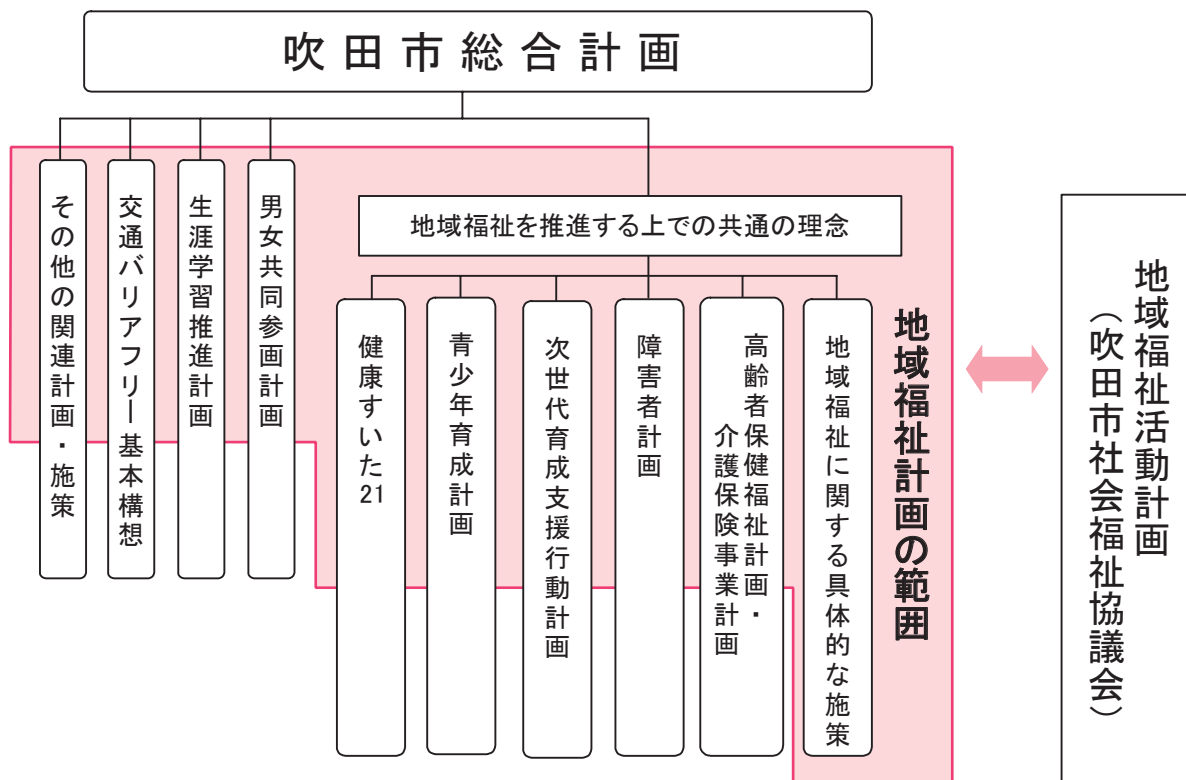 吹田市総合計画
その他の関連計画・施策
交通バリアフリー基本構想
生涯学習推進計画
男女共同参画計画
地域福祉を推進する上での共通の理念
健康すいた21
青少年育成計画
次世代育成支援行動計画
障害者計画
高齢者保健福祉計画・
介護保険事業計画
地域福祉に関する具体的な施策
地域福祉計画の範囲
地域福祉活動計画
（吹田市社会福祉協議会）